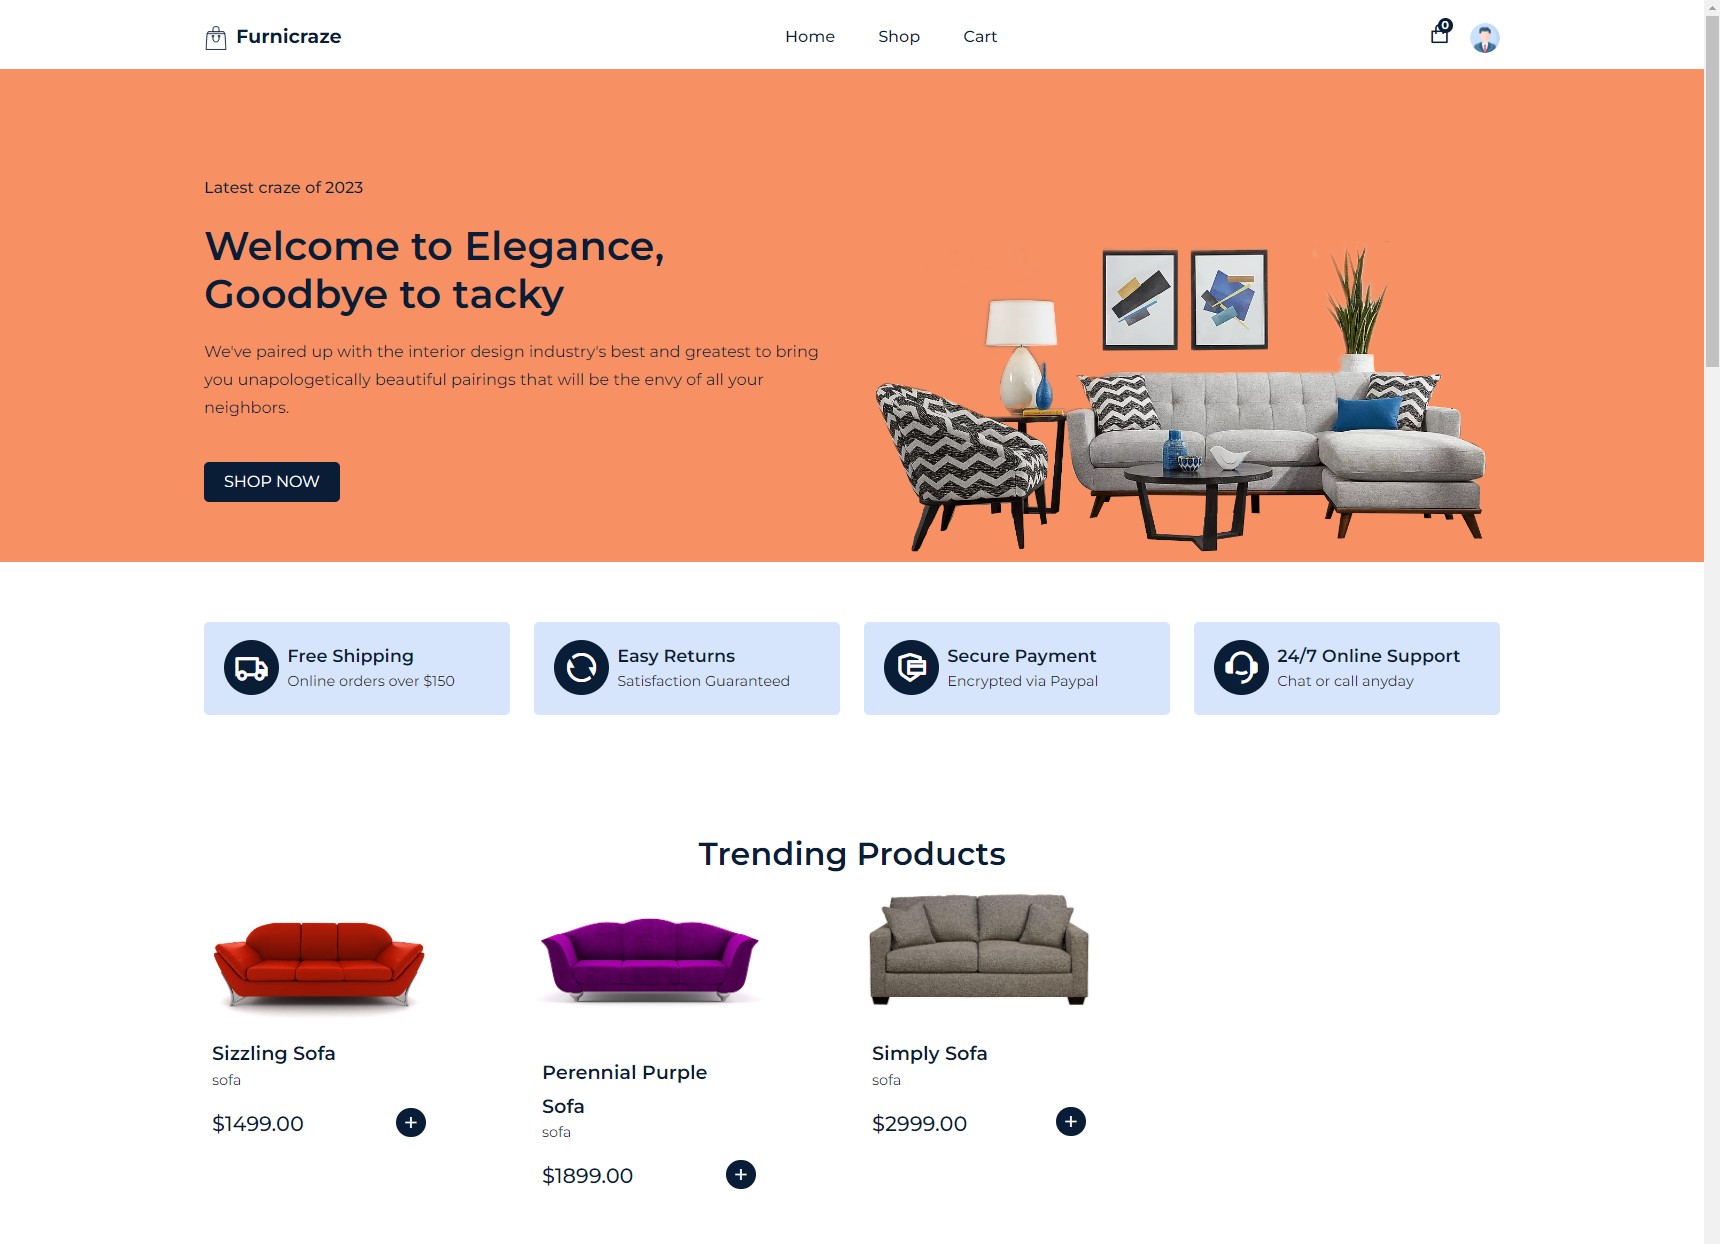 Furnicraze
Home
Shop
Cart
0
Latest craze of 2023
Welcome to Elegance,
Goodbye to tacky
We've paired up with the interior design industry's best and greatest to bring
you unapologetically beautiful pairings that will be the envy of all your
neighbors.
SHOP NOW
Free Shipping
Online orders over $150
Easy Returns
Satisfaction Guaranteed
Secure Payment
Encrypted via Paypal
24/7 Online Support
Chat or call anyday
Trending Products
Sizzling Sofa
sofa
$1499.00
+
Perennial Purple
Sofa
sofa
$1899.00
+
Simply Sofa
sofa
$2999.00
+